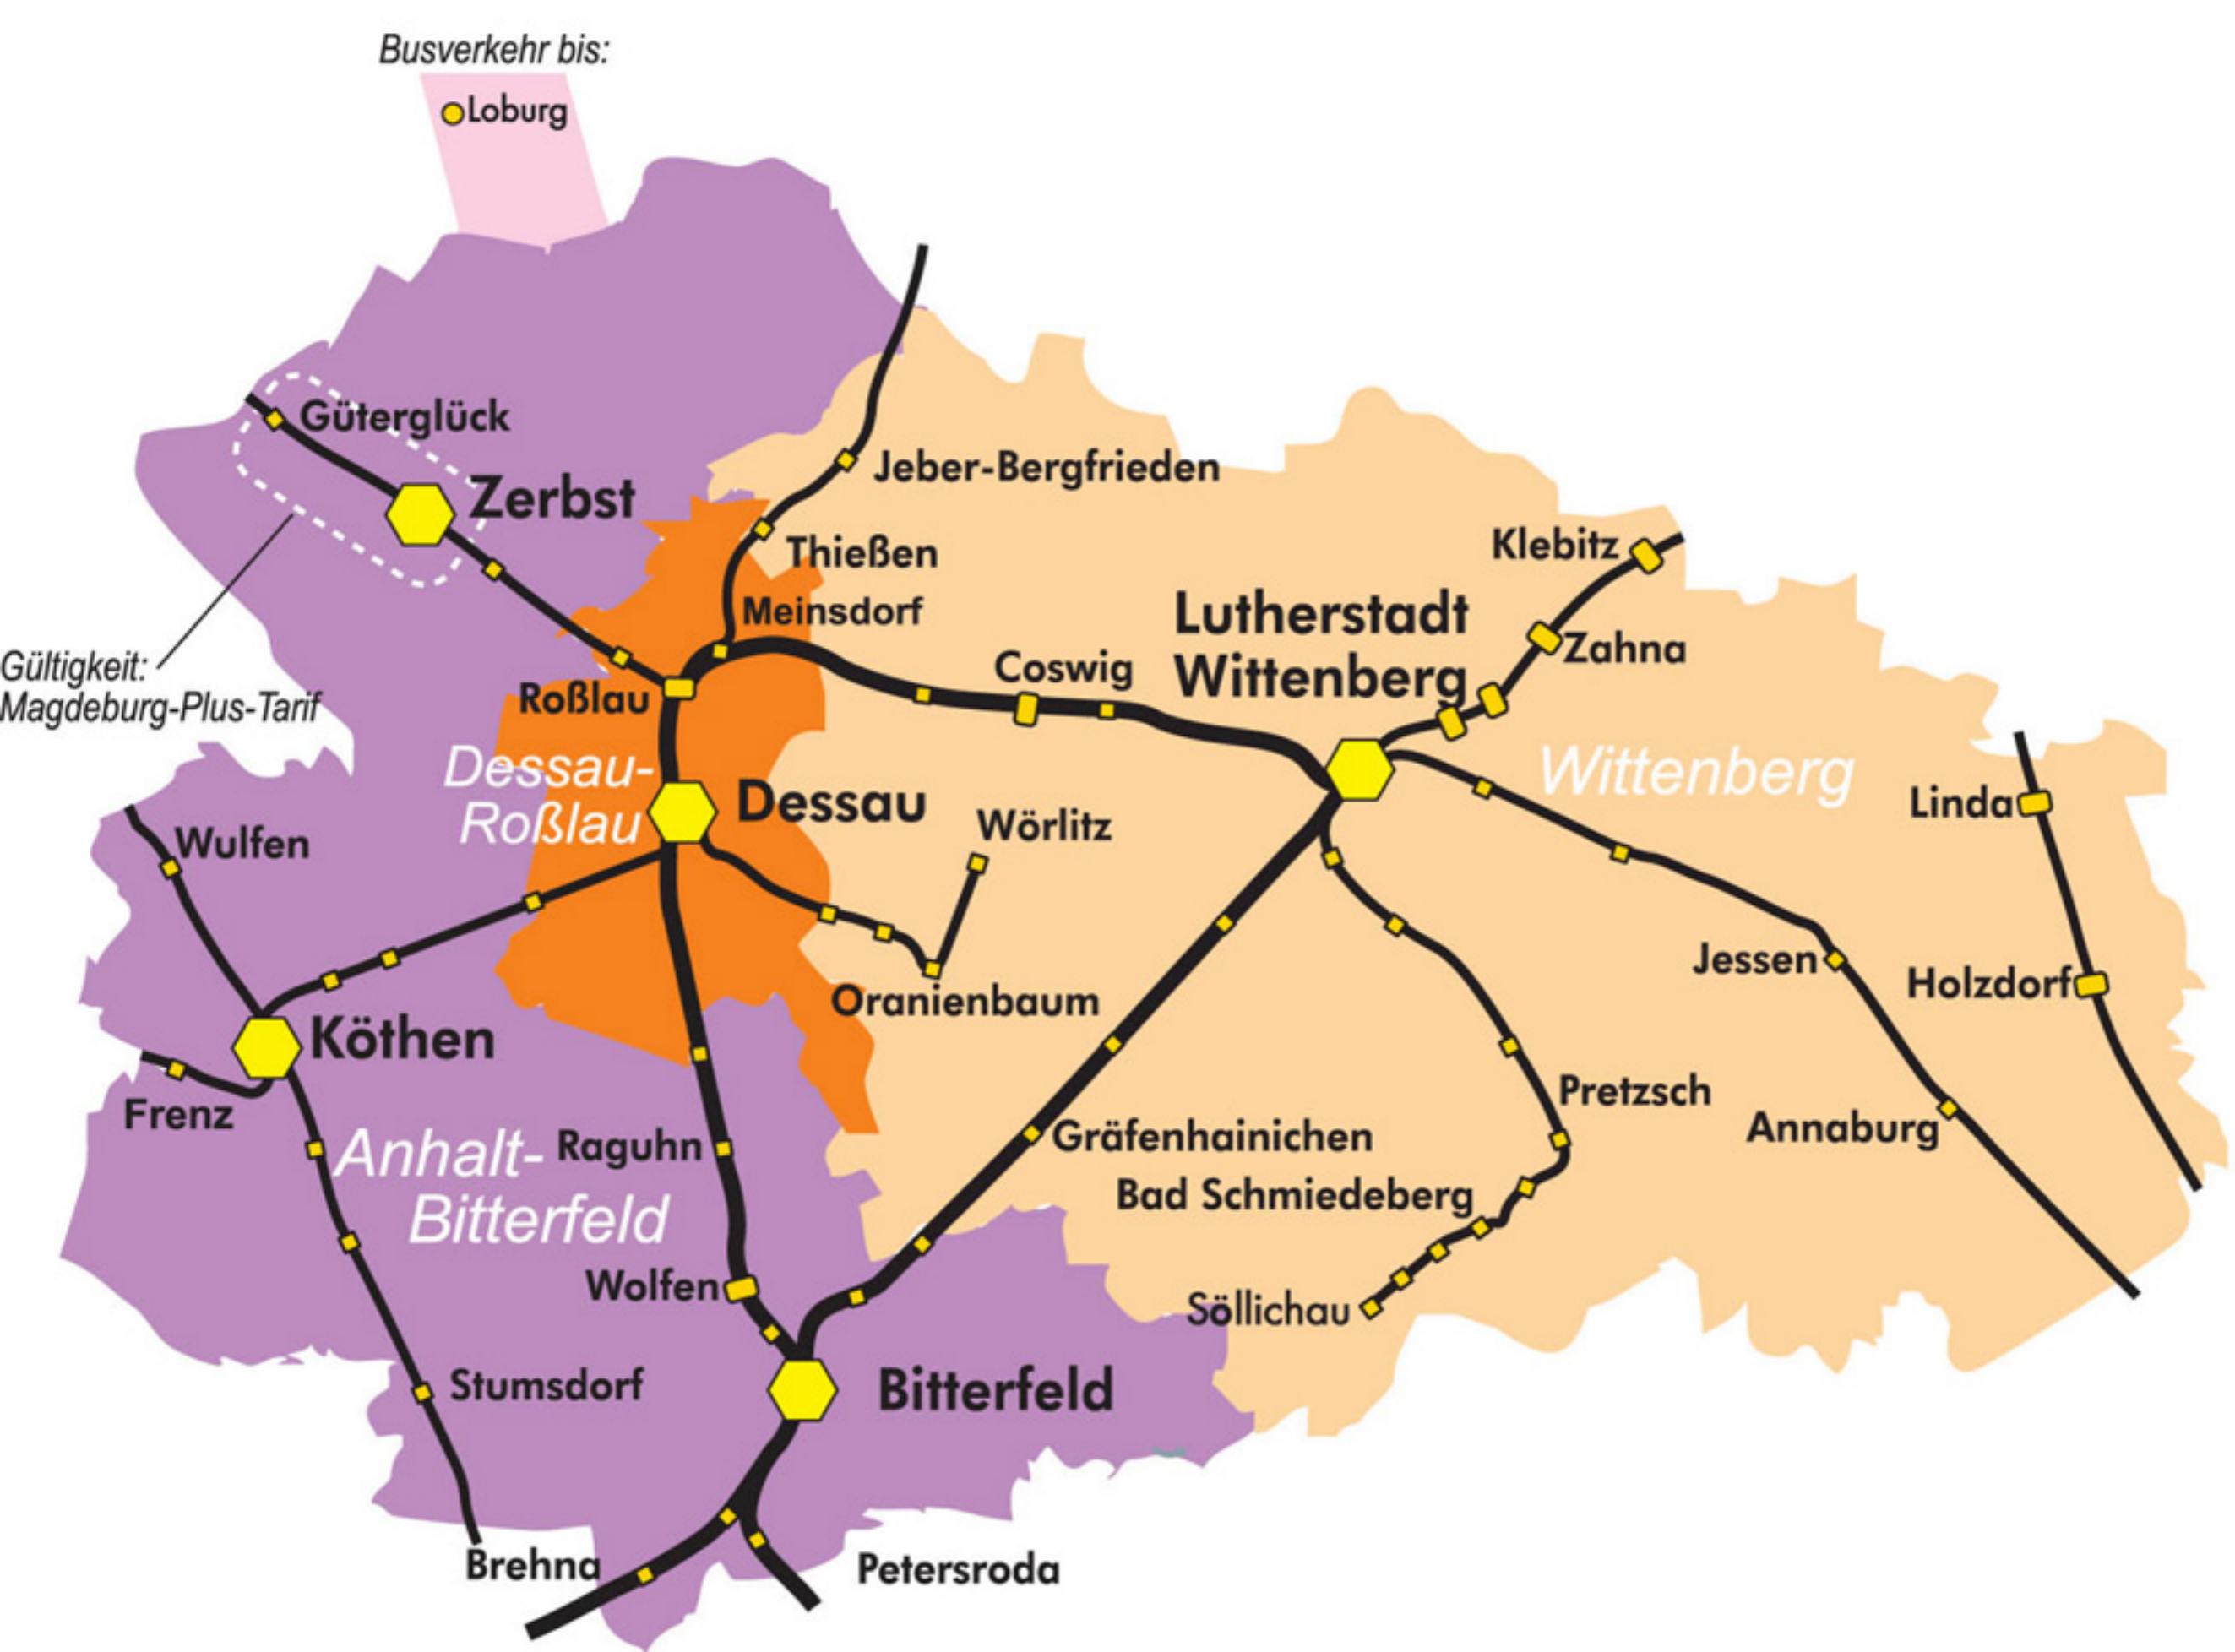 Busverkehr bis:
Loburg
Güterglück
Zerbst
Jeber-Bergfrieden
Thießen
Meinsdorf
Klebitz
Lutherstadt
Wittenberg
Zahna
Coswig
Gültigkeit:
Magdeburg-Plus-Tarif
Roßlau
Dessau-
Roßlau
Dessau
Wittenberg
Wörlitz
Linda
Wulfen
Jessen
Holzdorf
Oranienbaum
Köthen
Frenz
Pretzsch
Annaburg
Anhalt-
Bitterfeld
Raguhn
Gräfenhainichen
Bad Schmiedeberg
Wolfen
Söllichau
Stumsdorf
Bitterfeld
Brehna
Petersroda